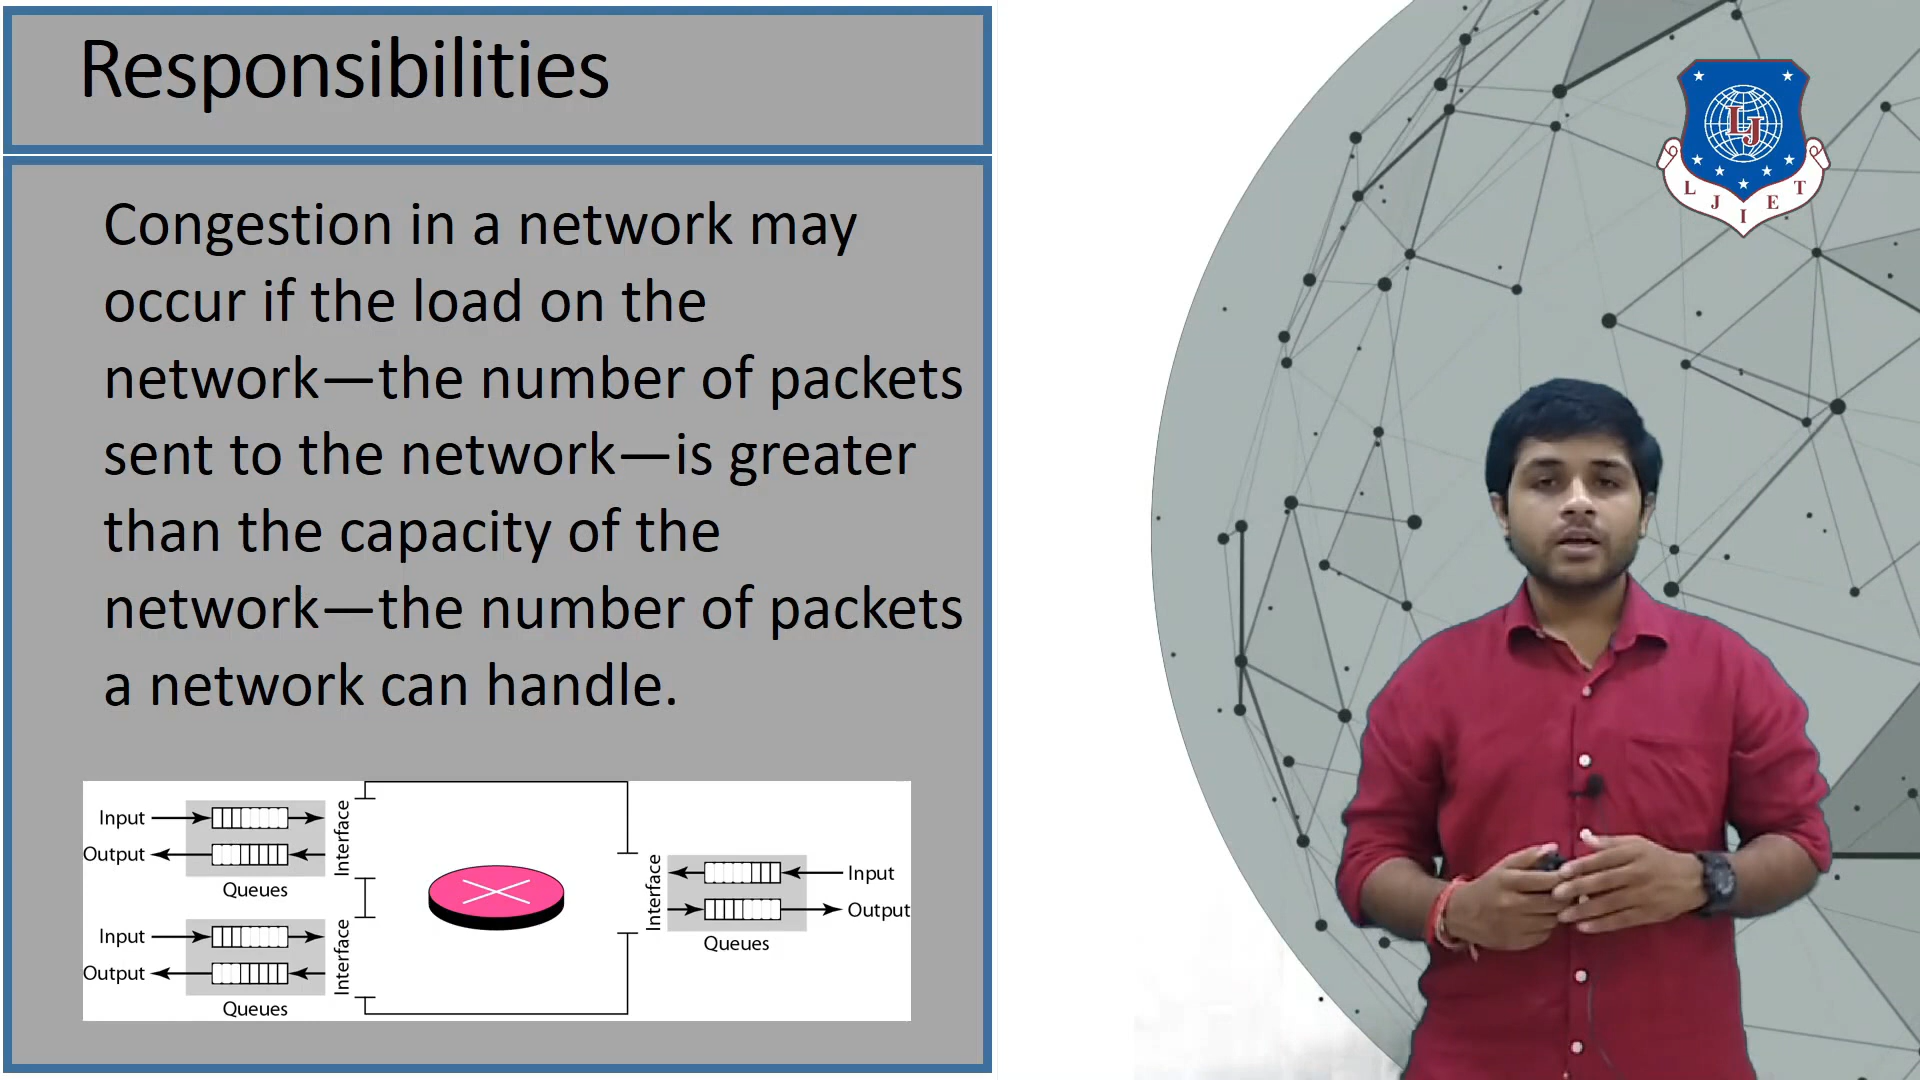 Responsibilities
Congestion in a network may
occur if the load on the
network—the number of packets
sent to the network—is greater
than the capacity of the
network—the number of packets
a network can handle.
Input
Output
Queues
Interface
Input
Output
Queues
Interface
Interface
Input
Output
Queues
LJ
L J I E T